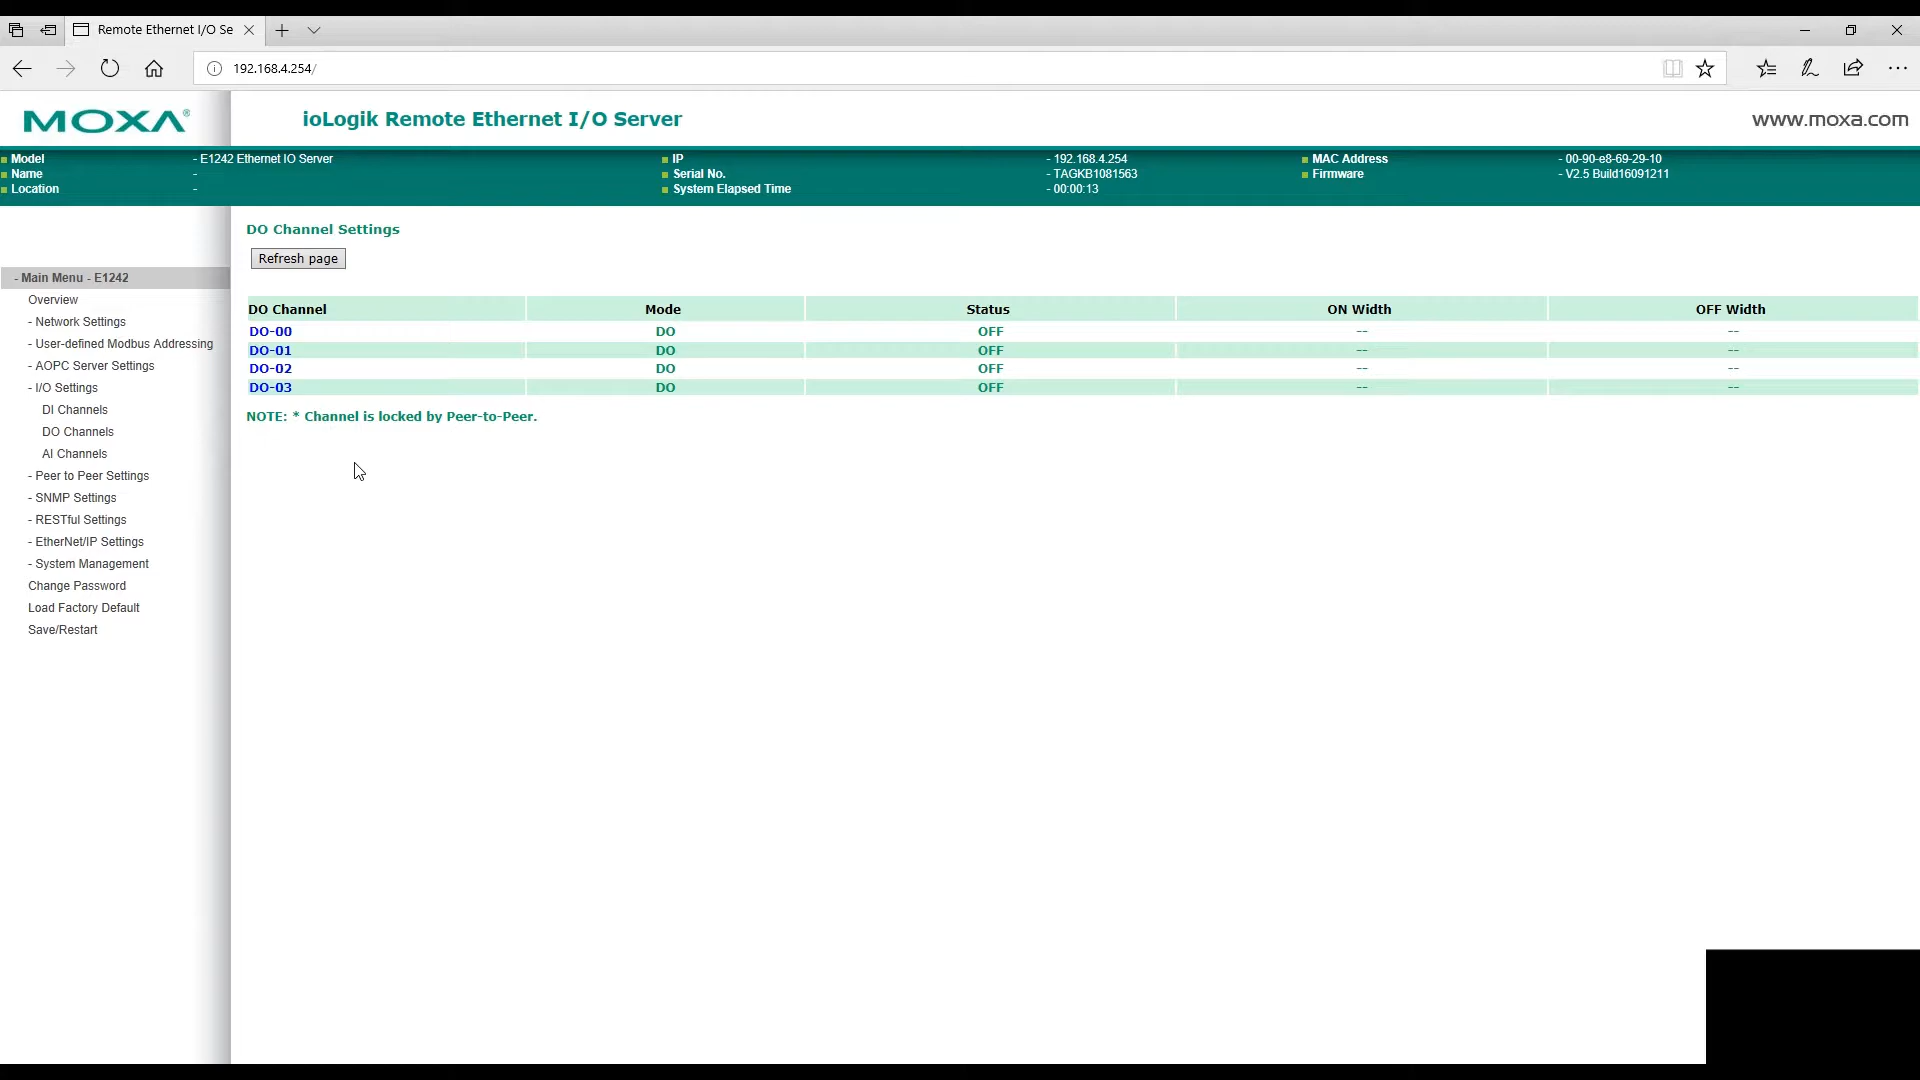 Remote Ethernet I/O Se
192.168.4.254/
MOXA®
ioLogik Remote Ethernet I/O Server
www.moxa.com
Model - E1242 Ethernet IO Server IP - 192.168.4.254 MAC Address - 00-90-e8-69-29-10
Name - Serial No. - TAGKB1081563 Firmware - V2.5 Build16091211
Location - System Elapsed Time - 00:00:13
- Main Menu - E1242
Overview
- Network Settings
- User-defined Modbus Addressing
- AOPC Server Settings
- I/O Settings
DI Channels
DO Channels
AI Channels
- Peer to Peer Settings
- SNMP Settings
- RESTful Settings
- EtherNet/IP Settings
- System Management
Change Password
Load Factory Default
Save/Restart
DO Channel Settings
Refresh page
DO Channel Mode Status ON Width OFF Width
DO-00 DO OFF -- --
DO-01 DO OFF -- --
DO-02 DO OFF -- --
DO-03 DO OFF -- --
NOTE: * Channel is locked by Peer-to-Peer.